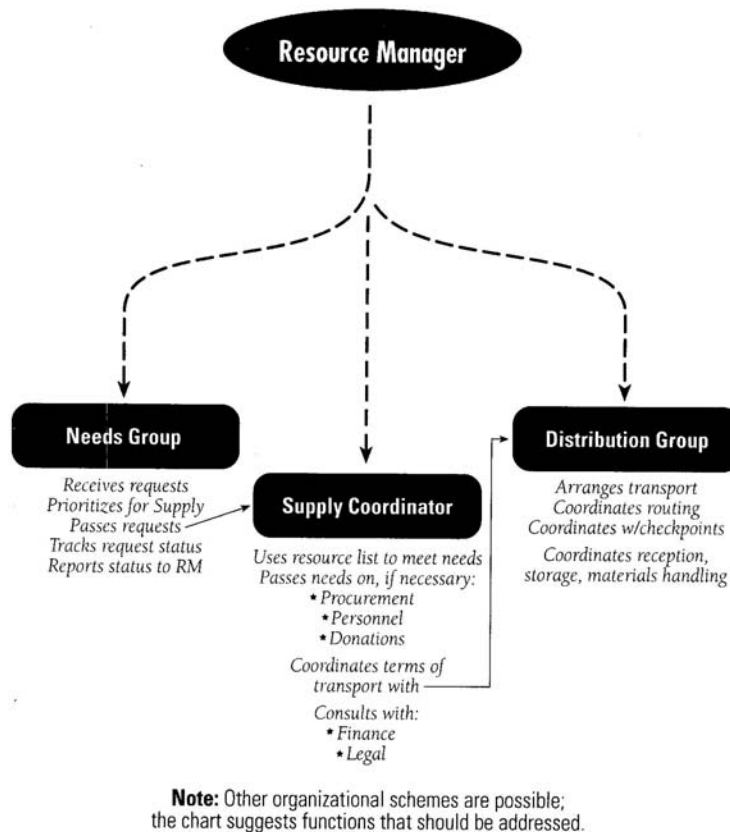 Resource Manager
Needs Group
Receives requests
Prioritizes for Supply
Passes requests
Tracks request status
Reports status to RM
Supply Coordinator
Uses resource list to meet needs
Passes needs on, if necessary:
★ Procurement
★ Personnel
★ Donations
Coordinates terms of
transport with
Consults with:
★ Finance
★ Legal
Distribution Group
Arranges transport
Coordinates routing
Coordinates w/checkpoints
Coordinates reception,
storage, materials handling
Note: Other organizational schemes are possible;
the chart suggests functions that should be addressed.